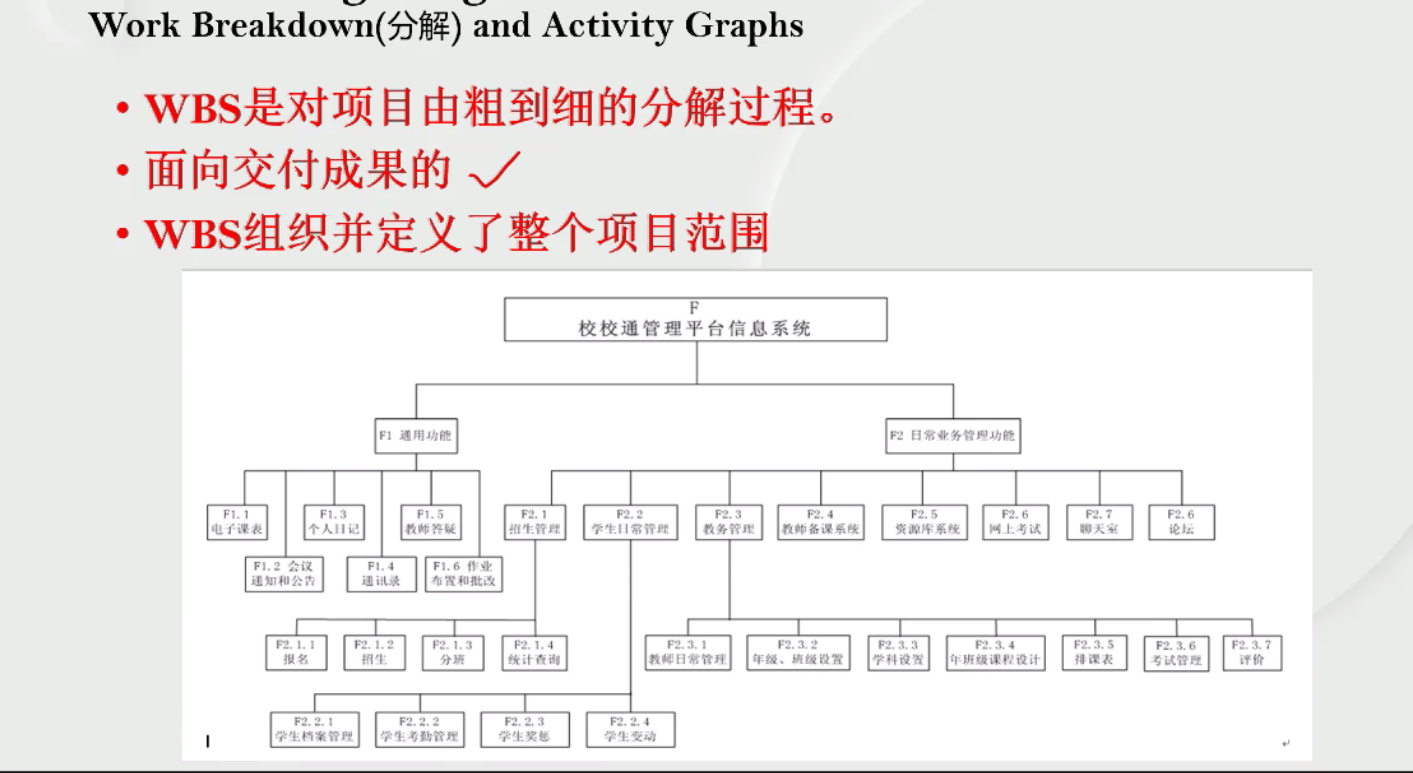 Work Breakdown(分解) and Activity Graphs
• WBS是对项目由粗到细的分解过程。
• 面向交付成果的
• WBS组织并定义了整个项目范围
F
校校通管理平台信息系统
F1 通用功能
F2 日常业务管理功能
F1.1
电子课表
F1.3
个人日记
F1.5
教师答疑
F2.1
招生管理
F2.2
学生日常管理
F2.3
教务管理
F2.4
教师备课系统
F2.5
资源库系统
F2.6
网上考试
F2.7
聊天室
F2.6
论坛
F1.2 会议
通知和公告
F1.4
通讯录
F1.6 作业
布置和批改
F2.1.1
报名
F2.1.2
招生
F2.1.3
分班
F2.1.4
统计查询
F2.3.1
教师日常管理
F2.3.2
年级、班级设置
F2.3.3
学科设置
F2.3.4
年班级课程设计
F2.3.5
排课表
F2.3.6
考试管理
F2.3.7
评价
F2.2.1
学生档案管理
F2.2.2
学生考勤管理
F2.2.3
学生奖惩
F2.2.4
学生变动